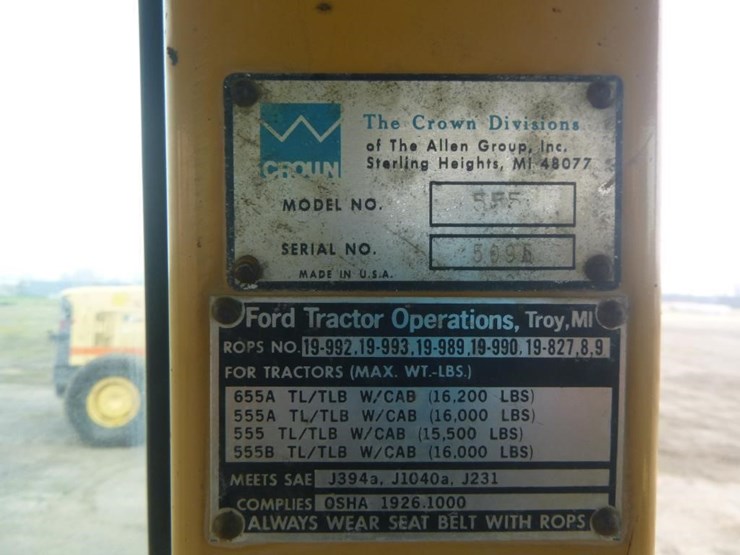 CROWN
The Crown Divisions
of The Allen Group, Inc.
Sterling Heights, MI 48077
MODEL NO. 555
SERIAL NO.
MADE IN U.S.A.
Ford Tractor Operations, Troy, MI
ROPS NO. 19-992,19-993,19-989,19-990,19-827,8,9
FOR TRACTORS (MAX. WT.-LBS.)
655A TL/TLB W/CAB (16,200 LBS)
555A TL/TLB W/CAB (16,000 LBS)
555 TL/TLB W/CAB (15,500 LBS)
555B TL/TLB W/CAB (16,000 LBS)
MEETS SAE J394a, J1040a, J231
COMPLIES OSHA 1926.1000
ALWAYS WEAR SEAT BELT WITH ROPS